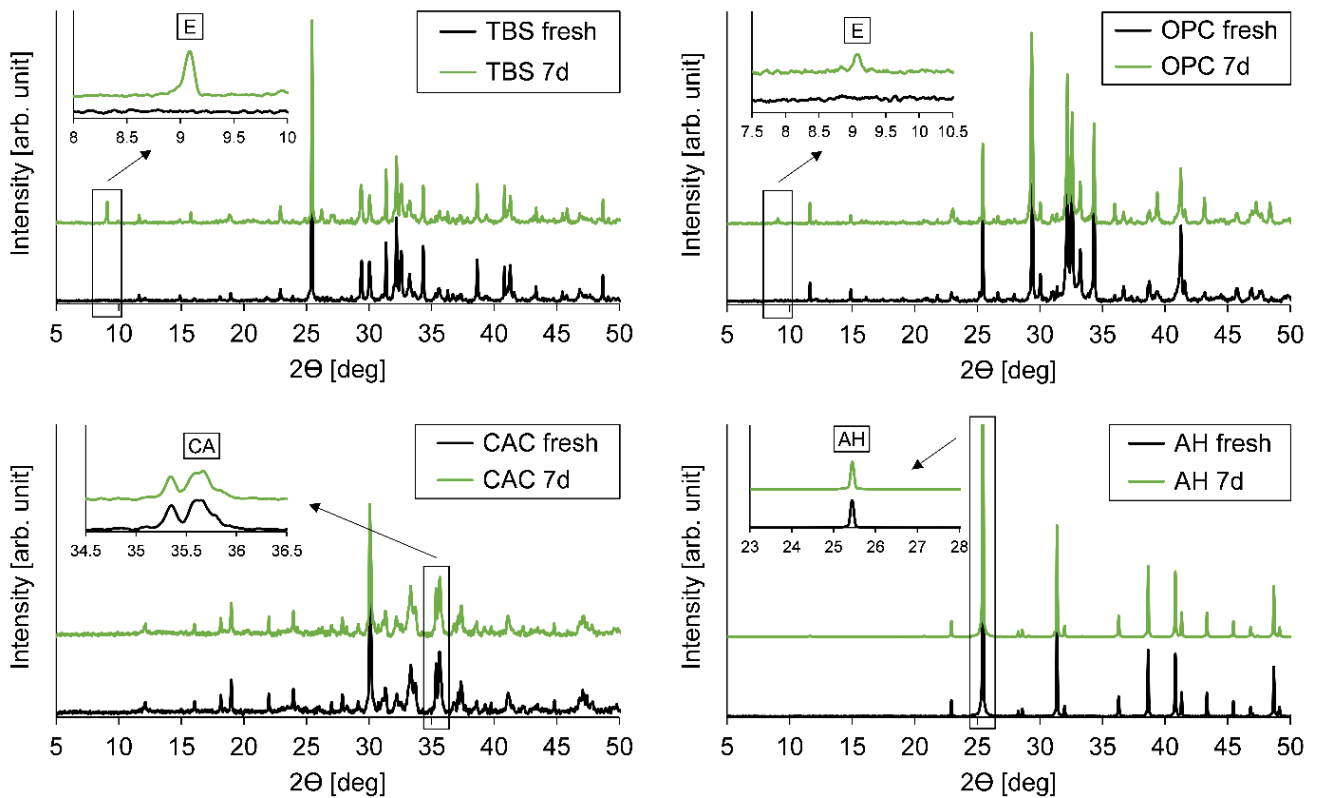 Intensity [arb. unit]
E
8 8.5 9 9.5 10
TBS fresh
TBS 7d
5 10 15 20 25 30 35 40 45 50
2Θ [deg]
Intensity [arb. unit]
E
7.5 8 8.5 9 9.5 10 10.5
OPC fresh
OPC 7d
5 10 15 20 25 30 35 40 45 50
2Θ [deg]
Intensity [arb. unit]
CA
34.5 35 35.5 36 36.5
CAC fresh
CAC 7d
5 10 15 20 25 30 35 40 45 50
2Θ [deg]
Intensity [arb. unit]
AH
23 24 25 26 27 28
AH fresh
AH 7d
5 10 15 20 25 30 35 40 45 50
2Θ [deg]